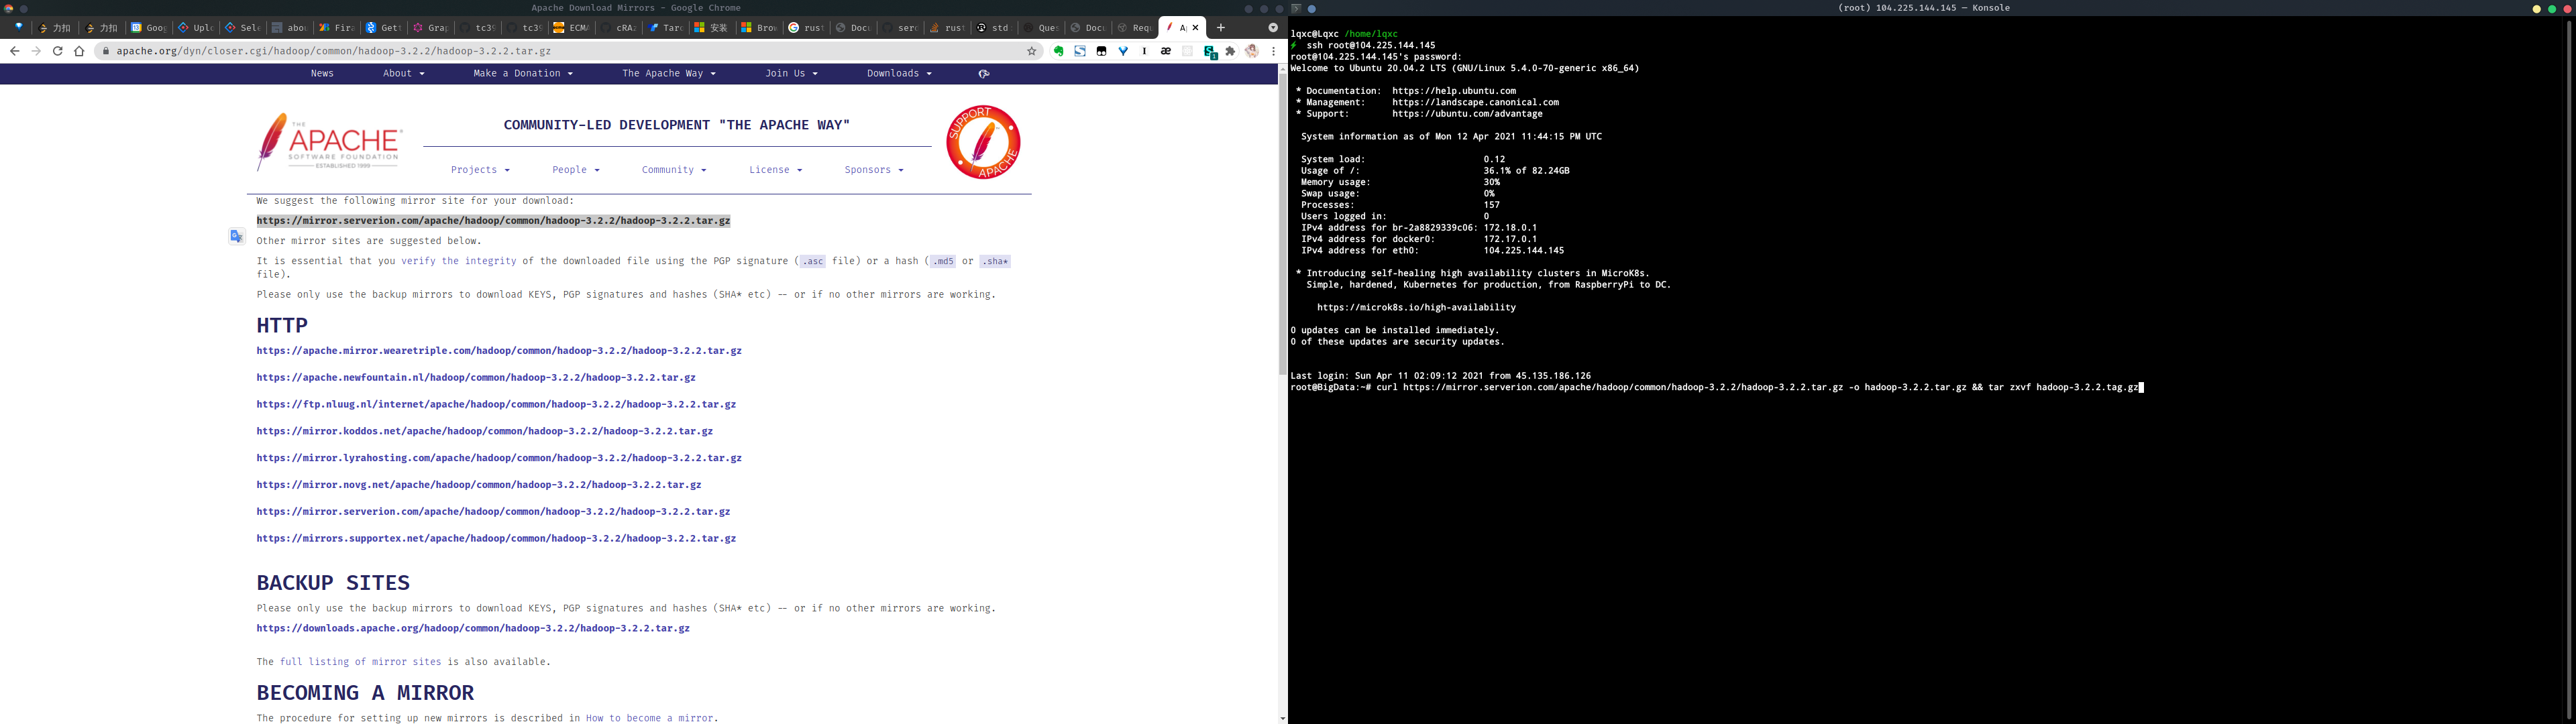 Apache Download Mirrors - Google Chrome
力扣
力扣
Goog
Uplo
Sele
abou
Fira
Gett
Grap
tc39
tc39
ECMA
cRAz
Tarc
安装
Brow
rust
Docu
serd
rust
std
Ques
Docu
Requ
Ap
apache.org/dyn/closer.cgi/hadoop/common/hadoop-3.2.2/hadoop-3.2.2.tar.gz
News
About
Make a Donation
The Apache Way
Join Us
Downloads
THE
APACHE
SOFTWARE FOUNDATION
ESTABLISHED 1999
COMMUNITY-LED DEVELOPMENT "THE APACHE WAY"
SUPPORT
APACHE
Projects
People
Community
License
Sponsors
We suggest the following mirror site for your download:
https://mirror.serverion.com/apache/hadoop/common/hadoop-3.2.2/hadoop-3.2.2.tar.gz
Other mirror sites are suggested below.
It is essential that you verify the integrity of the downloaded file using the PGP signature (.asc file) or a hash (.md5 or .sha*
file).
Please only use the backup mirrors to download KEYS, PGP signatures and hashes (SHA* etc) -- or if no other mirrors are working.
HTTP
https://apache.mirror.wearetriple.com/hadoop/common/hadoop-3.2.2/hadoop-3.2.2.tar.gz
https://apache.newfountain.nl/hadoop/common/hadoop-3.2.2/hadoop-3.2.2.tar.gz
https://ftp.nluug.nl/internet/apache/hadoop/common/hadoop-3.2.2/hadoop-3.2.2.tar.gz
https://mirror.koddos.net/apache/hadoop/common/hadoop-3.2.2/hadoop-3.2.2.tar.gz
https://mirror.lyrahosting.com/apache/hadoop/common/hadoop-3.2.2/hadoop-3.2.2.tar.gz
https://mirror.novg.net/apache/hadoop/common/hadoop-3.2.2/hadoop-3.2.2.tar.gz
https://mirror.serverion.com/apache/hadoop/common/hadoop-3.2.2/hadoop-3.2.2.tar.gz
https://mirrors.supportex.net/apache/hadoop/common/hadoop-3.2.2/hadoop-3.2.2.tar.gz
BACKUP SITES
Please only use the backup mirrors to download KEYS, PGP signatures and hashes (SHA* etc) -- or if no other mirrors are working.
https://downloads.apache.org/hadoop/common/hadoop-3.2.2/hadoop-3.2.2.tar.gz
The full listing of mirror sites is also available.
BECOMING A MIRROR
The procedure for setting up new mirrors is described in How to become a mirror.
(root) 104.225.144.145 — Konsole
lqxc@Lqxc /home/lqxc
ssh root@104.225.144.145
root@104.225.144.145's password:
Welcome to Ubuntu 20.04.2 LTS (GNU/Linux 5.4.0-70-generic x86_64)
* Documentation: https://help.ubuntu.com
* Management: https://landscape.canonical.com
* Support: https://ubuntu.com/advantage
System information as of Mon 12 Apr 2021 11:44:15 PM UTC
System load: 0.12
Usage of /: 36.1% of 82.24GB
Memory usage: 30%
Swap usage: 0%
Processes: 157
Users logged in: 0
IPv4 address for br-2a8829339c06: 172.18.0.1
IPv4 address for docker0: 172.17.0.1
IPv4 address for eth0: 104.225.144.145
* Introducing self-healing high availability clusters in MicroK8s.
Simple, hardened, Kubernetes for production, from RaspberryPi to DC.
https://microk8s.io/high-availability
0 updates can be installed immediately.
0 of these updates are security updates.
Last login: Sun Apr 11 02:09:12 2021 from 45.135.186.126
root@BigData:~# curl https://mirror.serverion.com/apache/hadoop/common/hadoop-3.2.2/hadoop-3.2.2.tar.gz -o hadoop-3.2.2.tar.gz && tar zxvf hadoop-3.2.2.tag.gz